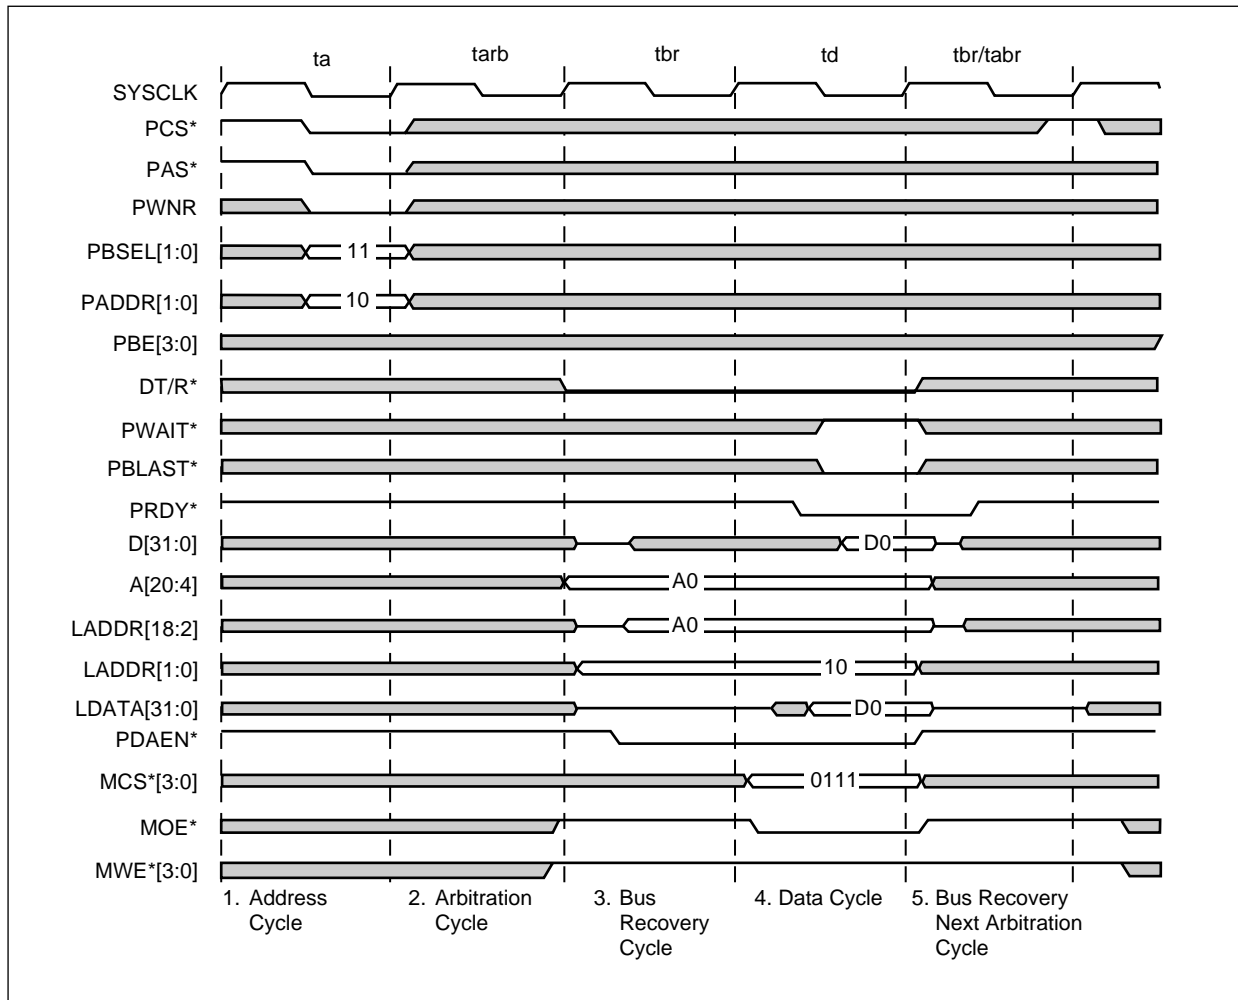 ta tarb tbr td tbr/tabr
SYSCLK
PCS*
PAS*
PWNR
PBSEL[1:0] 11
PADDR[1:0] 10
PBE[3:0]
DT/R*
PWAIT*
PBLAST*
PRDY*
D[31:0] D0
A[20:4] A0
LADDR[18:2] A0
LADDR[1:0] 10
LDATA[31:0] D0
PDAEN*
MCS*[3:0] 0111
MOE*
MWE*[3:0]
1. Address
Cycle
2. Arbitration
Cycle
3. Bus
Recovery
Cycle
4. Data Cycle
5. Bus Recovery
Next Arbitration
Cycle